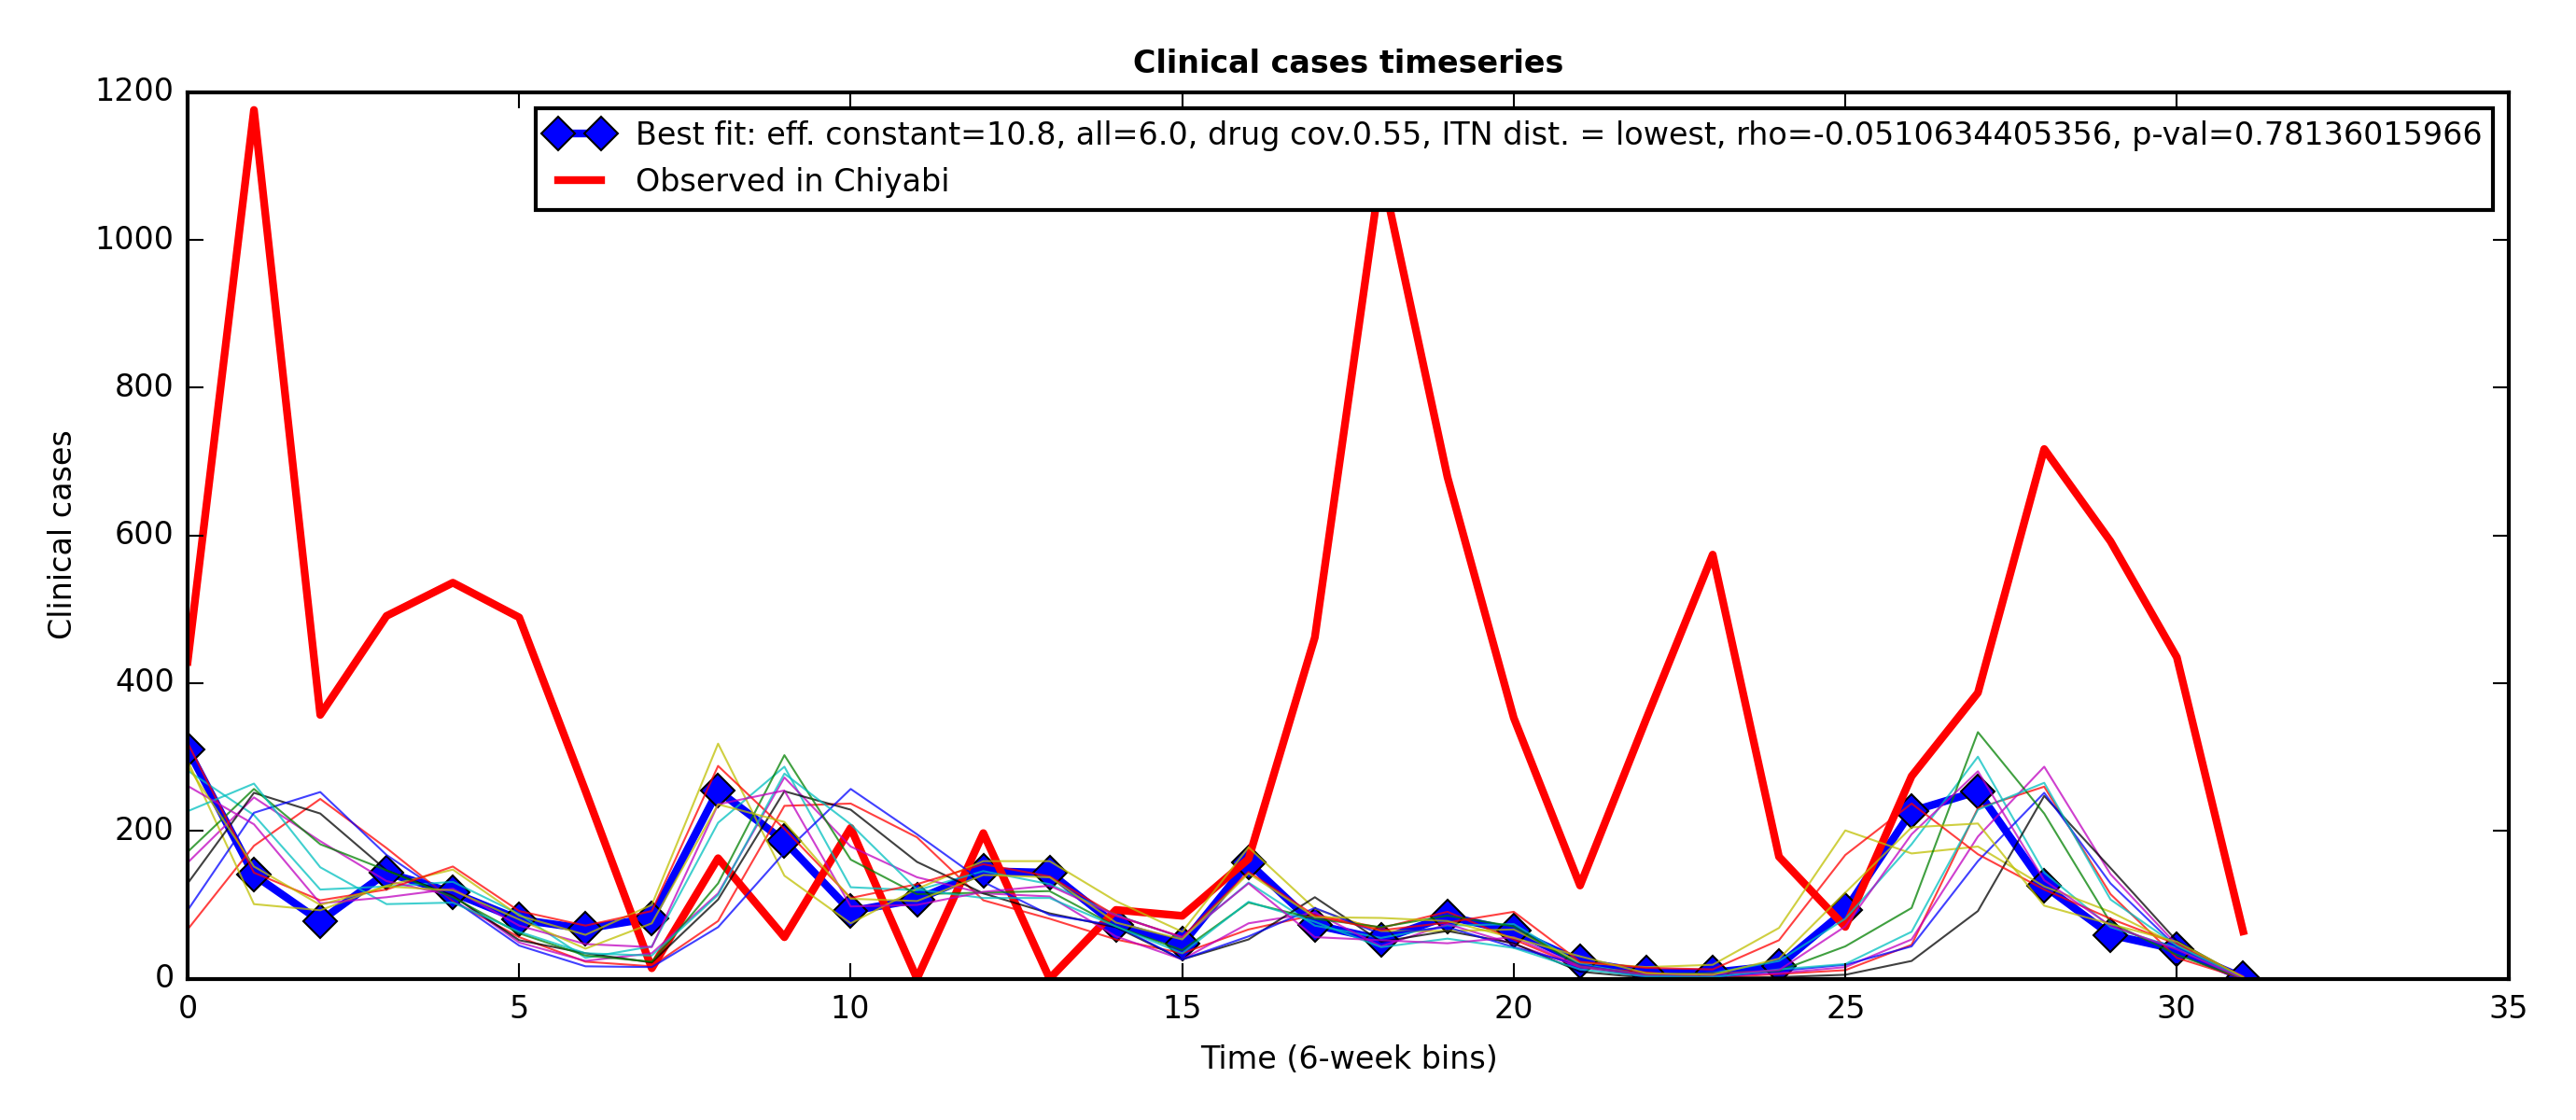 Clinical cases timeseries
1200
1000
800
600
400
200
0
Clinical cases
Best fit: eff. constant=10.8, all=6.0, drug cov.0.55, ITN dist. = lowest, rho=-0.0510634405356, p-val=0.78136015966
Observed in Chiyabi
0 5 10 15 20 25 30 35
Time (6-week bins)